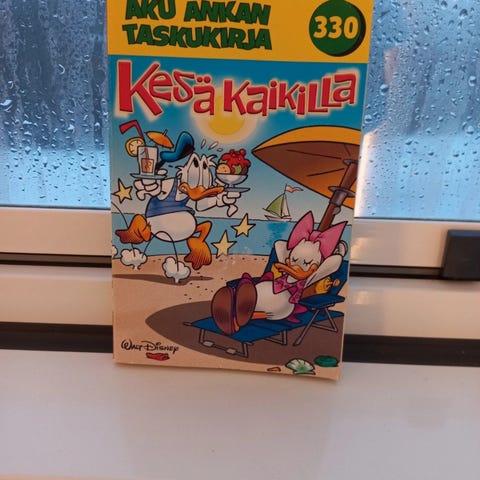 AKU ANKAN
TASKUKIRJA
330
Kesä kaikilla
WALT DISNEY